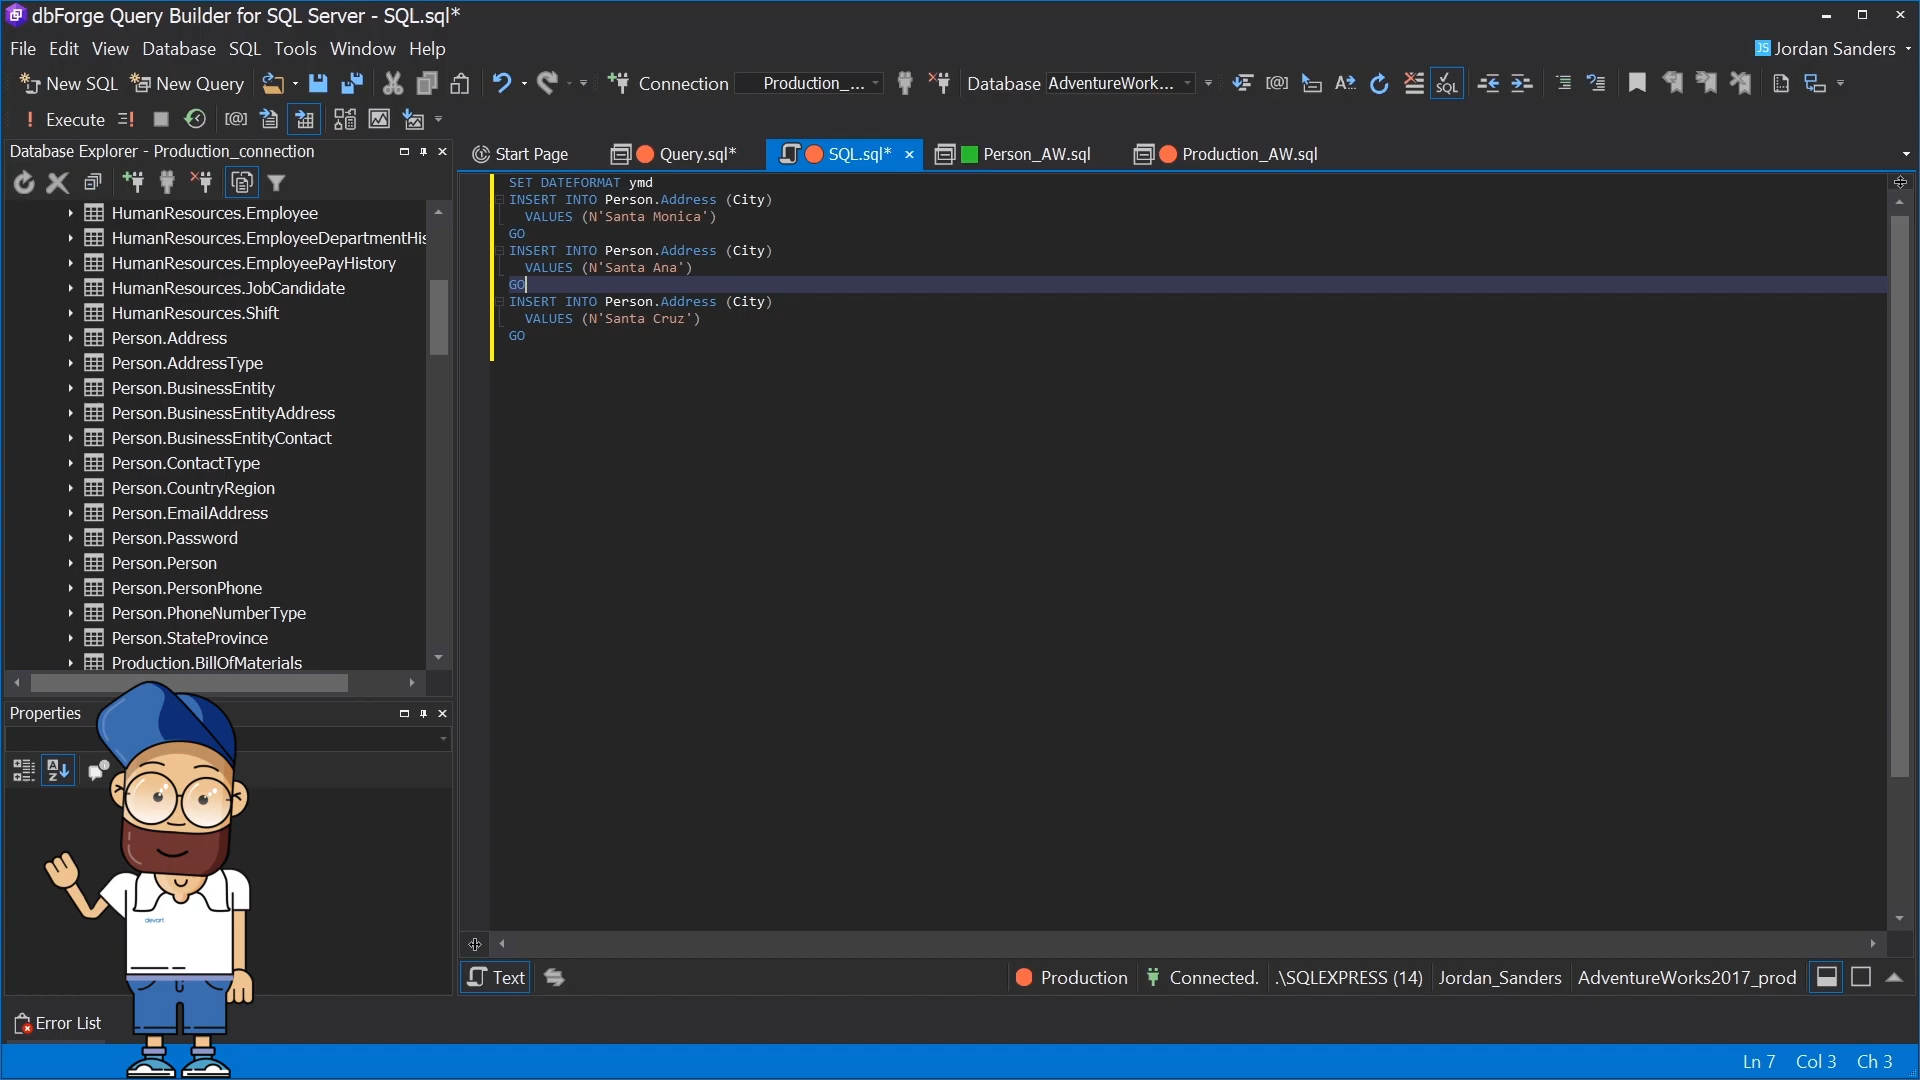 dbForge Query Builder for SQL Server - SQL.sql*
File Edit View Database SQL Tools Window Help
JS Jordan Sanders
New SQL New Query Connection Production_... Database AdventureWork... SQL
Execute
Database Explorer - Production_connection
HumanResources.Employee
HumanResources.EmployeeDepartmentHis
HumanResources.EmployeePayHistory
HumanResources.JobCandidate
HumanResources.Shift
Person.Address
Person.AddressType
Person.BusinessEntity
Person.BusinessEntityAddress
Person.BusinessEntityContact
Person.ContactType
Person.CountryRegion
Person.EmailAddress
Person.Password
Person.Person
Person.PersonPhone
Person.PhoneNumberType
Person.StateProvince
Production.BillOfMaterials
Properties
devart
Start Page Query.sql* SQL.sql* Person_AW.sql Production_AW.sql
SET DATEFORMAT ymd
INSERT INTO Person.Address (City)
VALUES (N'Santa Monica')
GO
INSERT INTO Person.Address (City)
VALUES (N'Santa Ana')
GO
INSERT INTO Person.Address (City)
VALUES (N'Santa Cruz')
GO
Text Production Connected. .\SQLEXPRESS (14) Jordan_Sanders AdventureWorks2017_prod
Error List
Ln 7 Col 3 Ch 3